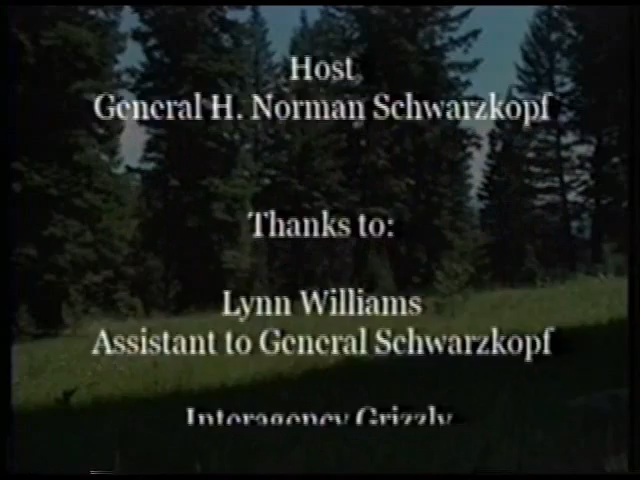 Host
General H. Norman Schwarzkopf
Thanks to:
Lynn Williams
Assistant to General Schwarzkopf
Interagency Grizzly